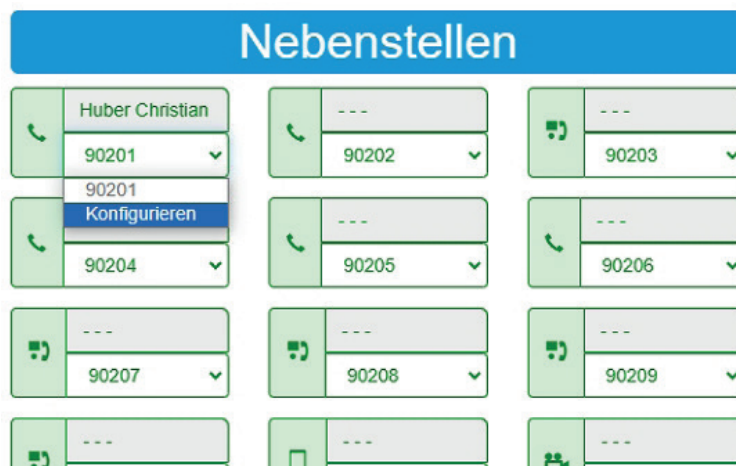 Nebenstellen
Huber Christian
- - -
- - -
90201
90202
90203
90201
Konfigurieren
- - -
- - -
90204
90205
90206
- - -
- - -
- - -
90207
90208
90209
- - -
- - -
- - -